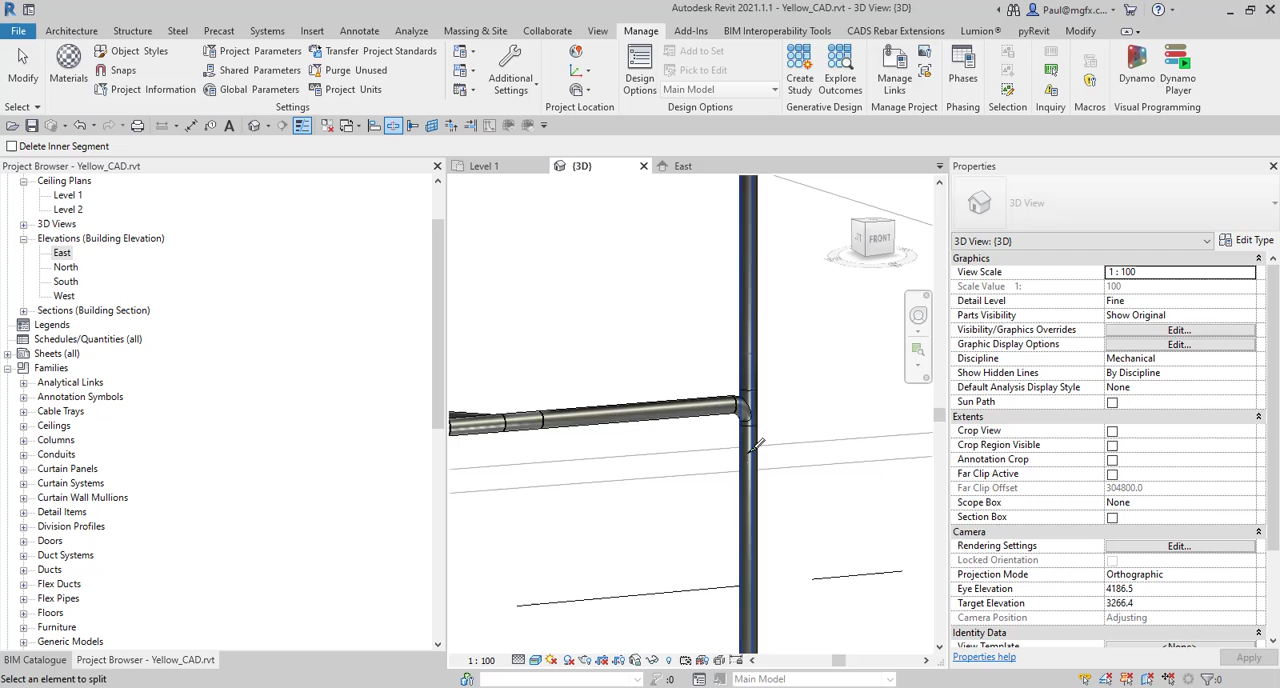 Autodesk Revit 2021.1.1 - Yellow_CAD.rvt - 3D View: {3D}
Paul@mgfx.c...
File Architecture Structure Steel Precast Systems Insert Annotate Analyze Massing & Site Collaborate View Manage Add-Ins BIM Interoperability Tools CADS Rebar Extensions Lumion® pyRevit Modify
Object Styles Project Parameters Transfer Project Standards Add to Set
Snaps Shared Parameters Purge Unused Pick to Edit
Project Information Global Parameters Project Units Main Model
Modify Materials Additional Settings Design Options Create Study Explore Outcomes Manage Links Phases Dynamo Dynamo Player
Select Settings Project Location Design Options Generative Design Manage Project Phasing Selection Inquiry Macros Visual Programming
Delete Inner Segment
Project Browser - Yellow_CAD.rvt
Ceiling Plans
Level 1
Level 2
3D Views
Elevations (Building Elevation)
East
North
South
West
Sections (Building Section)
Legends
Schedules/Quantities (all)
Sheets (all)
Families
Analytical Links
Annotation Symbols
Cable Trays
Ceilings
Columns
Conduits
Curtain Panels
Curtain Systems
Curtain Wall Mullions
Detail Items
Division Profiles
Doors
Duct Systems
Ducts
Flex Ducts
Flex Pipes
Floors
Furniture
Generic Models
BIM Catalogue Project Browser - Yellow_CAD.rvt
Select an element to split
Level 1 {3D} East
FRONT
1 : 100
:0 Main Model
Properties
3D View
3D View: {3D} Edit Type
Graphics
View Scale 1 : 100
Scale Value 1: 100
Detail Level Fine
Parts Visibility Show Original
Visibility/Graphics Overrides Edit...
Graphic Display Options Edit...
Discipline Mechanical
Show Hidden Lines By Discipline
Default Analysis Display Style None
Sun Path
Extents
Crop View
Crop Region Visible
Annotation Crop
Far Clip Active
Far Clip Offset 304800.0
Scope Box None
Section Box
Camera
Rendering Settings Edit...
Locked Orientation
Projection Mode Orthographic
Eye Elevation 4186.5
Target Elevation 3266.4
Camera Position Adjusting
Identity Data
View Template <None>
Properties help Apply
:0